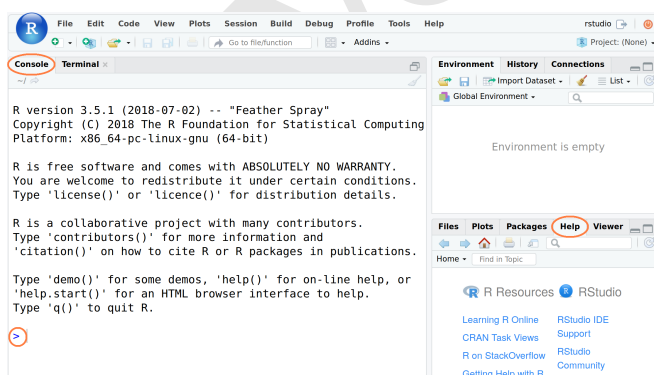 R File Edit Code View Plots Session Build Debug Profile Tools Help rstudio
Go to file/function Addins Project: (None)
Console Terminal
~/
R version 3.5.1 (2018-07-02) -- "Feather Spray"
Copyright (C) 2018 The R Foundation for Statistical Computing
Platform: x86_64-pc-linux-gnu (64-bit)
R is free software and comes with ABSOLUTELY NO WARRANTY.
You are welcome to redistribute it under certain conditions.
Type 'license()' or 'licence()' for distribution details.
R is a collaborative project with many contributors.
Type 'contributors()' for more information and
'citation()' on how to cite R or R packages in publications.
Type 'demo()' for some demos, 'help()' for on-line help, or
'help.start()' for an HTML browser interface to help.
Type 'q()' to quit R.
>
Environment History Connections
Import Dataset List
Global Environment
Environment is empty
Files Plots Packages Help Viewer
Home Find in Topic
R R Resources R RStudio
Learning R Online
CRAN Task Views
R on StackOverflow
Getting Help with R
RStudio IDE
Support
RStudio
Community